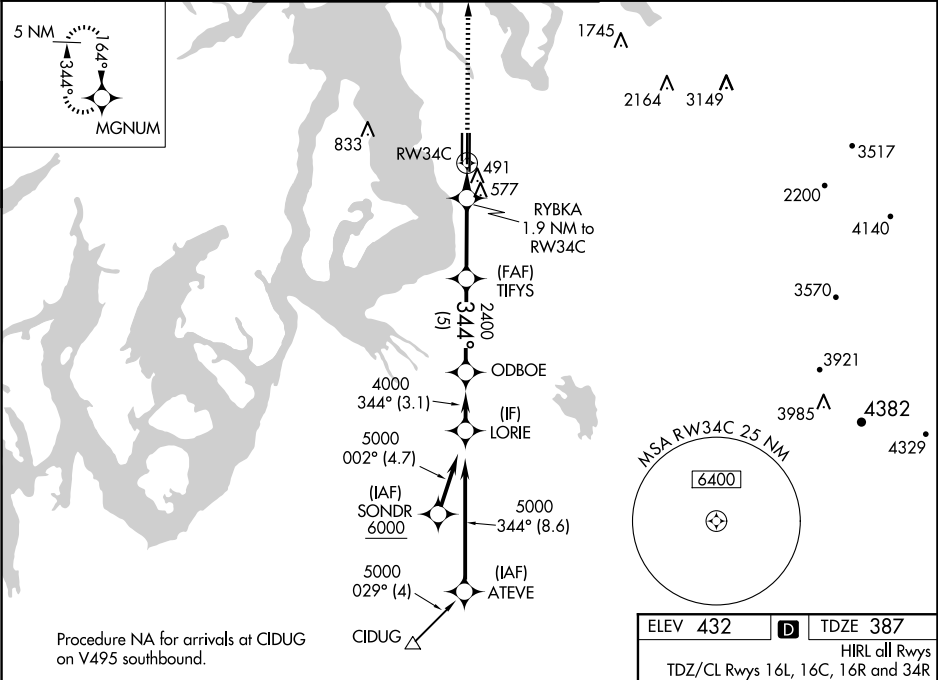 5 NM
164°
344°
MGNUM
1745
2164
3149
833
RW34C
491
577
3517
2200
4140
RYBKA
1.9 NM to
RW34C
(FAF)
TIFYS
3570
2400
344°
(5)
ODBOE
3921
4000
344° (3.1)
(IF)
LORIE
3985
4382
4329
5000
002° (4.7)
MSA RW34C 25 NM
6400
(IAF)
SONDR
6000
5000
344° (8.6)
5000
029° (4)
(IAF)
ATEVE
CIDUG
Procedure NA for arrivals at CIDUG
on V495 southbound.
ELEV 432 D TDZE 387
HIRL all Rwys
TDZ/CL Rwys 16L, 16C, 16R and 34R